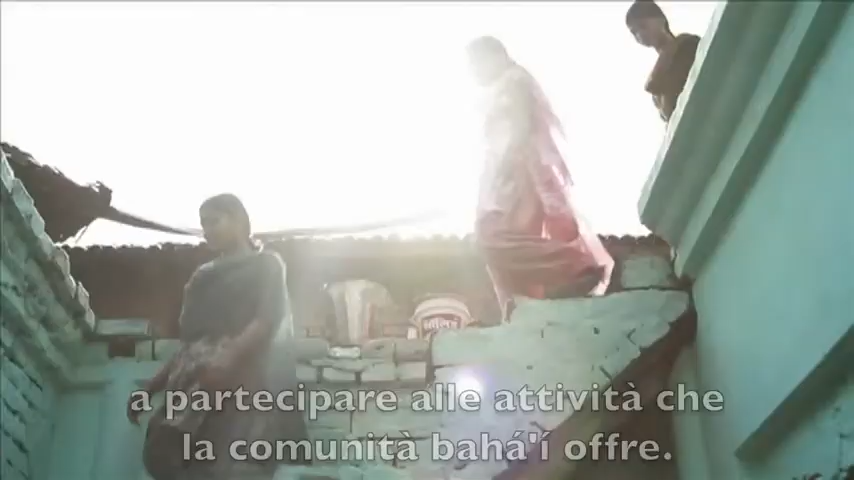 a partecipare alle attività che
la comunità bahá'í offre.